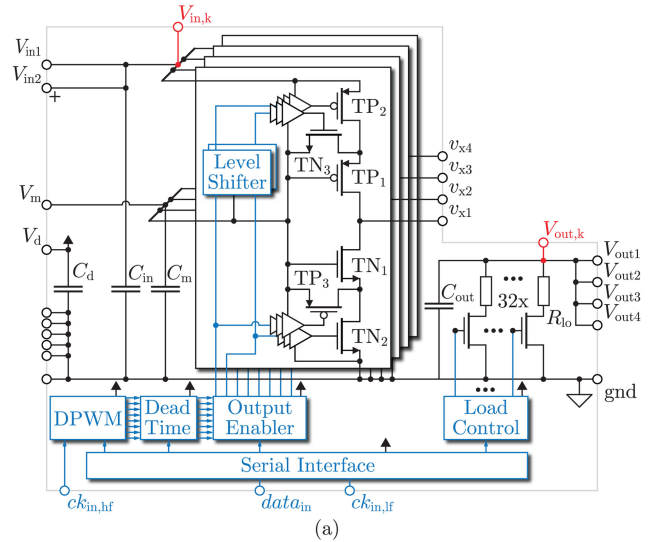 V_in,k
V_in1
V_in2
+
TP_2
Level
Shifter
TN_3
TP_1
v_x4
v_x3
v_x2
v_x1
V_m
V_d
C_d
C_in
C_m
TP_3
TN_1
TN_2
V_out,k
V_out1
V_out2
V_out3
V_out4
C_out
32x
R_lo
gnd
DPWM
Dead
Time
Output
Enabler
Load
Control
Serial Interface
ck_in,hf
data_in
ck_in,lf
(a)